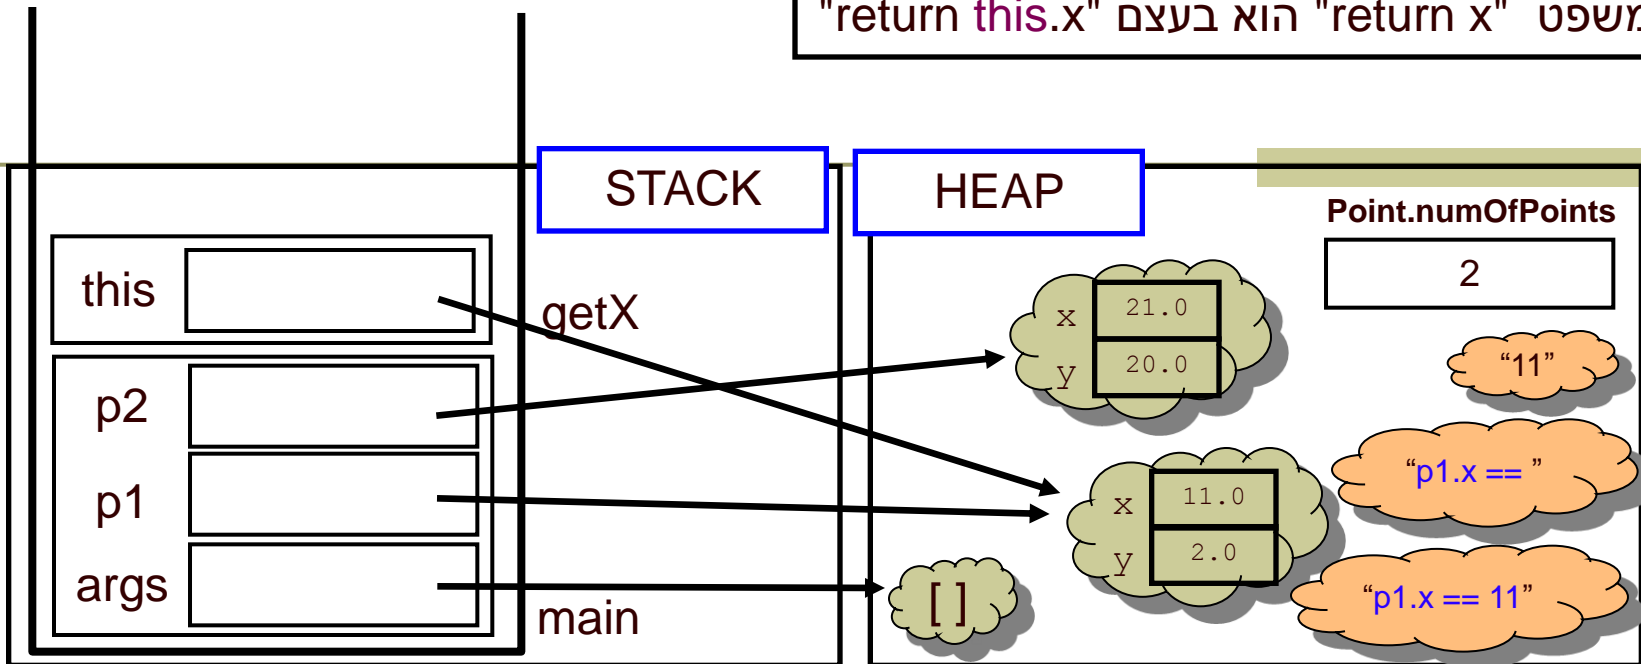 משפט "return x" הוא בעצם "return this.x"
STACK
HEAP
Point.numOfPoints
2
this
getX
x 21.0
y 20.0
"11"
p2
"p1.x == "
p1
x 11.0
y 2.0
args
main
[ ]
"p1.x == 11"